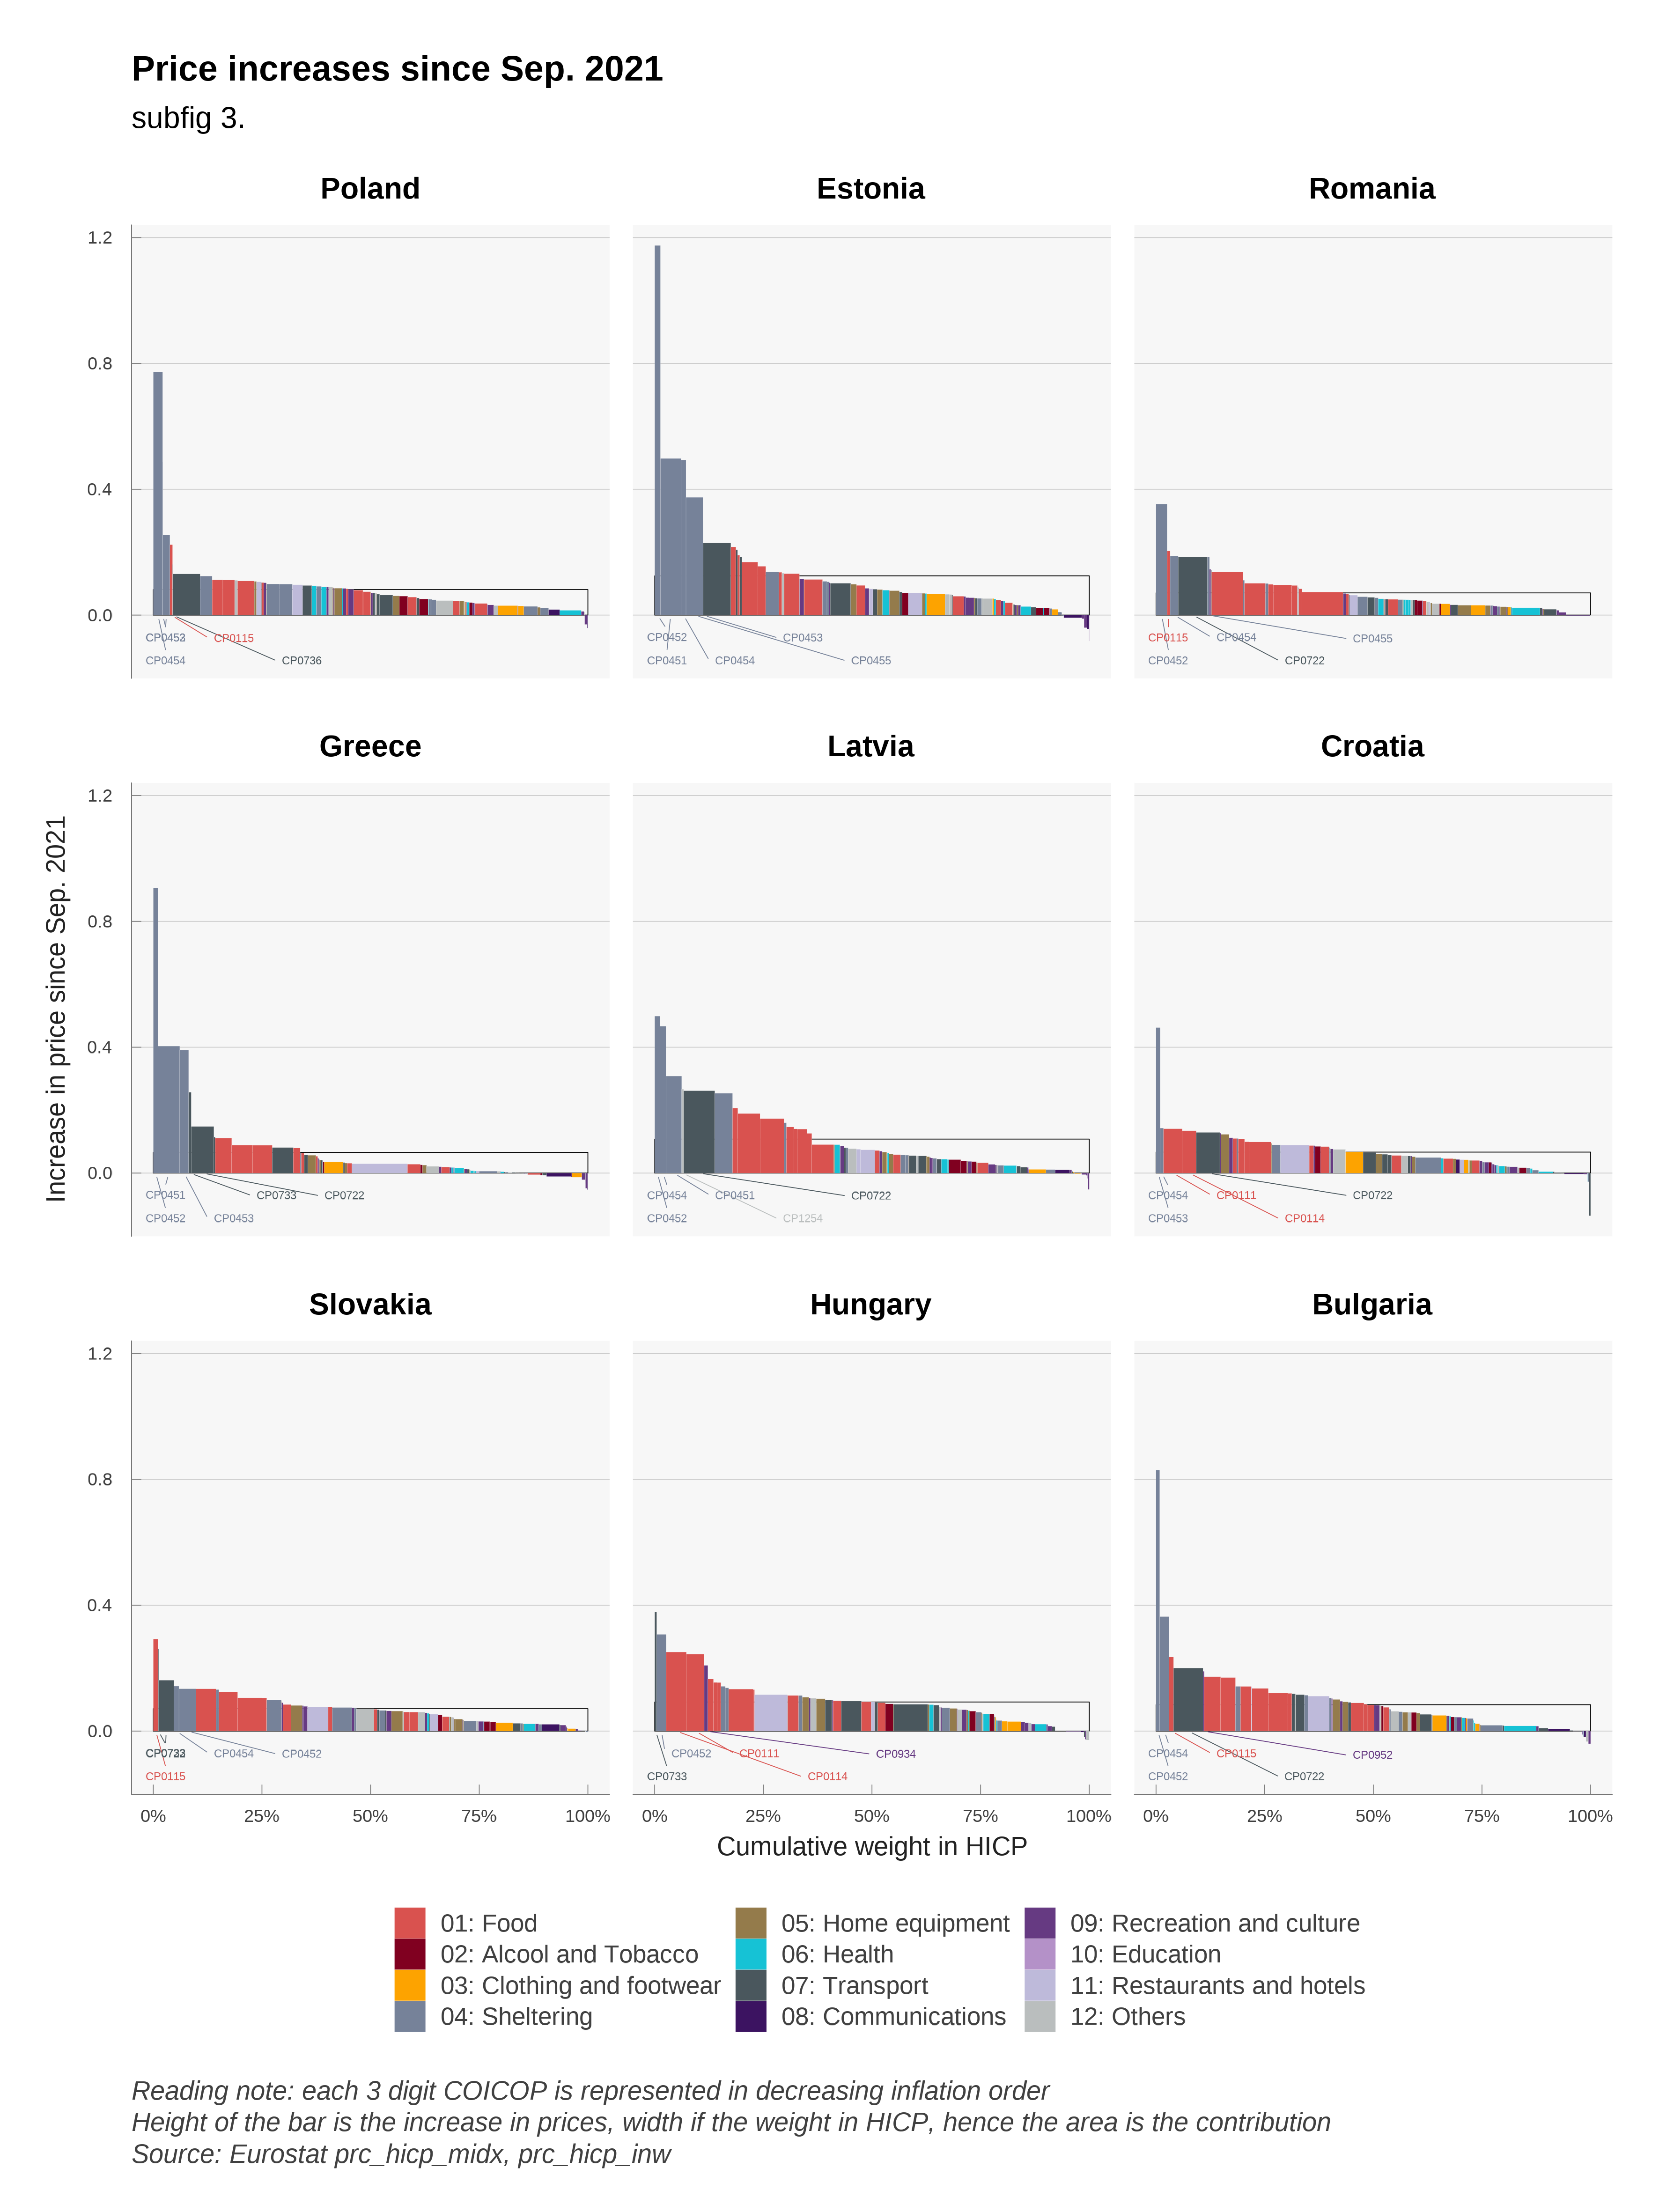 Price increases since Sep. 2021
subfig 3.
Poland
Estonia
Romania
1.2
0.8
0.4
0.0
CP0452
CP0115
CP0454
CP0736
CP0452
CP0453
CP0451
CP0454
CP0455
CP0115
CP0454
CP0455
CP0452
CP0722
Greece
Latvia
Croatia
1.2
0.8
0.4
0.0
CP0451
CP0733
CP0722
CP0452
CP0453
CP0454
CP0451
CP0722
CP0452
CP1254
CP0454
CP0111
CP0722
CP0453
CP0114
Increase in price since Sep. 2021
Slovakia
Hungary
Bulgaria
1.2
0.8
0.4
0.0
CP0454
CP0452
CP0115
CP0452
CP0111
CP0934
CP0733
CP0114
CP0454
CP0115
CP0952
CP0452
CP0722
0% 25% 50% 75% 100%
0% 25% 50% 75% 100%
0% 25% 50% 75% 100%
Cumulative weight in HICP
01: Food
02: Alcool and Tobacco
03: Clothing and footwear
04: Sheltering
05: Home equipment
06: Health
07: Transport
08: Communications
09: Recreation and culture
10: Education
11: Restaurants and hotels
12: Others
Reading note: each 3 digit COICOP is represented in decreasing inflation order
Height of the bar is the increase in prices, width if the weight in HICP, hence the area is the contribution
Source: Eurostat prc_hicp_midx, prc_hicp_inw